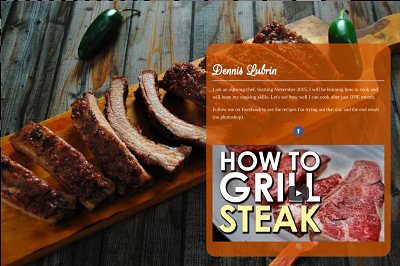 Dennis Lubrin
I am an aspiring chef. Starting November 2015, I will be learning how to cook and
will hone my cooking skills. Let's see how well I can cook after just ONE month.
Follow me on Facebook to see the recipes I'm trying out that day and the end result
(no photoshop).
f
HOW TO
GRILL
STEAK